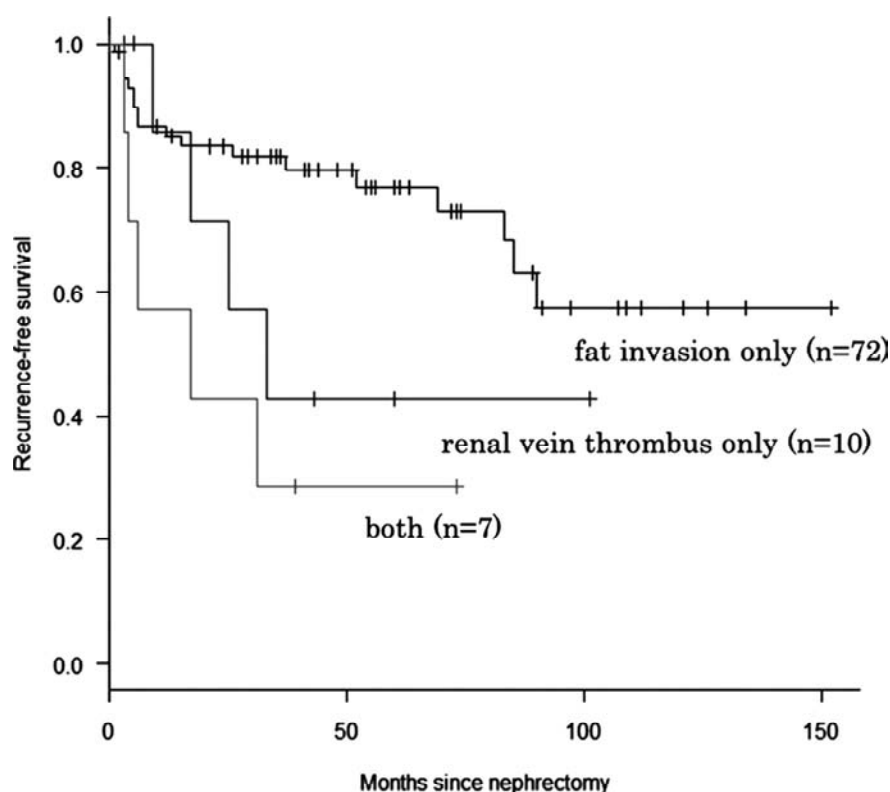 Recurrence-free survival
1.0
0.8
0.6
0.4
0.2
0.0
fat invasion only (n=72)
renal vein thrombus only (n=10)
both (n=7)
0 50 100 150
Months since nephrectomy